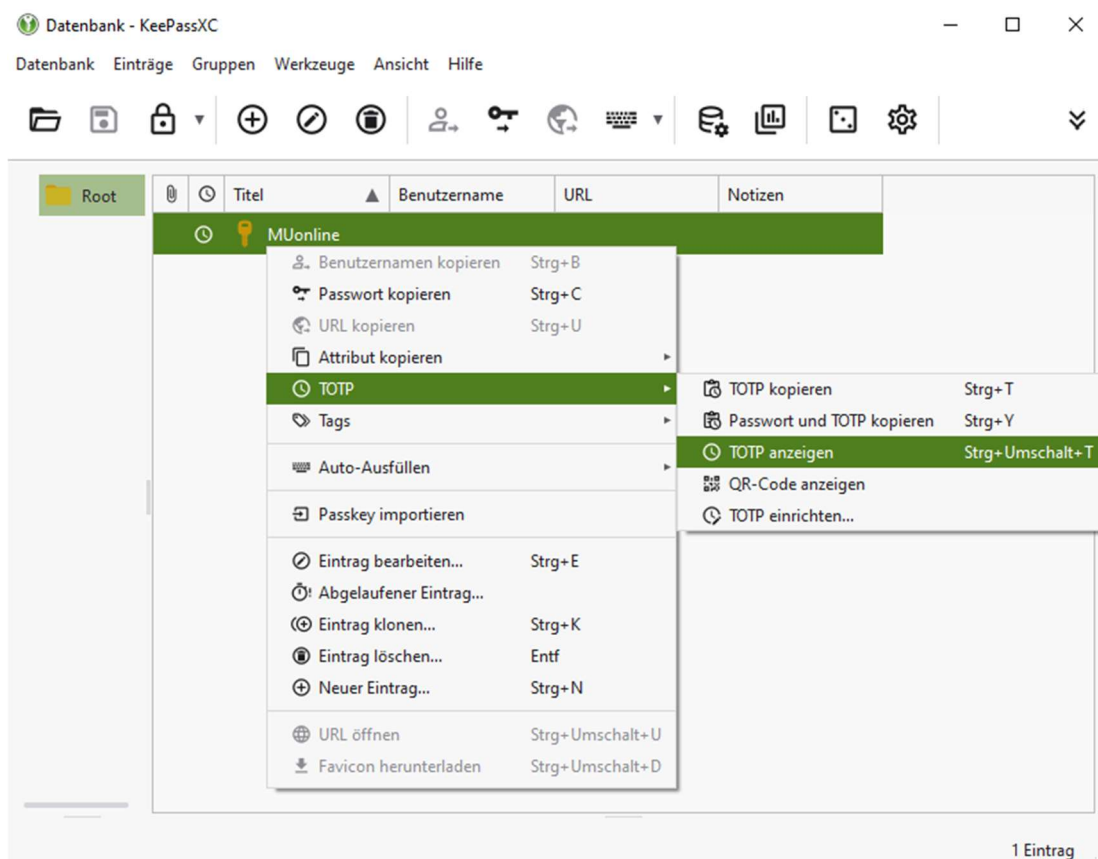 Datenbank - KeePassXC
Datenbank Einträge Gruppen Werkzeuge Ansicht Hilfe
Root
Titel Benutzername URL Notizen
MUonline
Benutzernamen kopieren Strg+B
Passwort kopieren Strg+C
URL kopieren Strg+U
Attribut kopieren
TOTP
Tags
Auto-Ausfüllen
Passkey importieren
Eintrag bearbeiten... Strg+E
Abgelaufener Eintrag...
Eintrag klonen... Strg+K
Eintrag löschen... Entf
Neuer Eintrag... Strg+N
URL öffnen Strg+Umschalt+U
Favicon herunterladen Strg+Umschalt+D
TOTP kopieren Strg+T
Passwort und TOTP kopieren Strg+Y
TOTP anzeigen Strg+Umschalt+T
QR-Code anzeigen
TOTP einrichten...
1 Eintrag